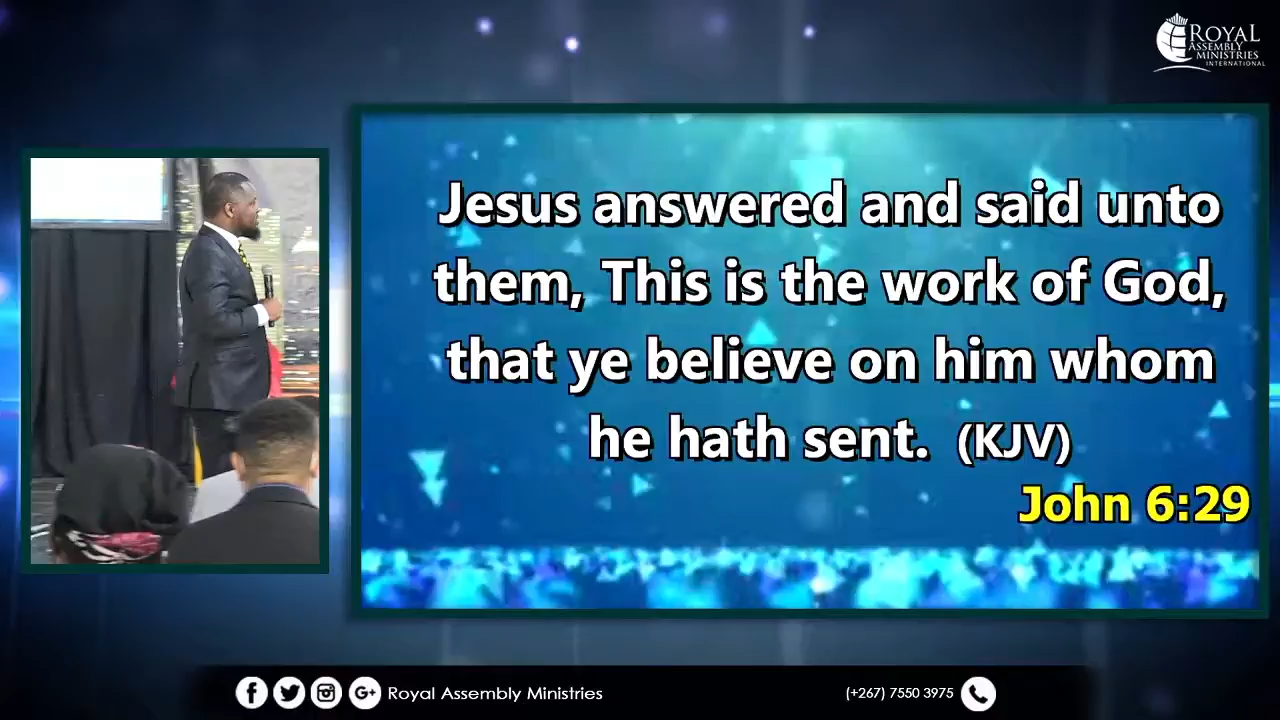 ROYAL
ASSEMBLY
MINISTRIES
INTERNATIONAL
Jesus answered and said unto
them, This is the work of God,
that ye believe on him whom
he hath sent. (KJV)
John 6:29
Royal Assembly Ministries
(+267) 7550 3975